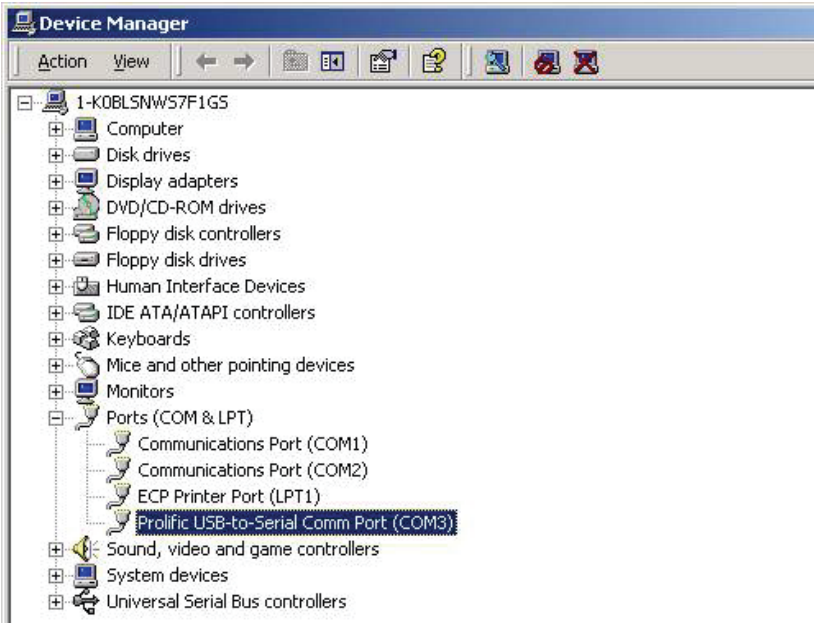 Device Manager
Action View
1-K0BLSNWS7F1GS
Computer
Disk drives
Display adapters
DVD/CD-ROM drives
Floppy disk controllers
Floppy disk drives
Human Interface Devices
IDE ATA/ATAPI controllers
Keyboards
Mice and other pointing devices
Monitors
Ports (COM & LPT)
Communications Port (COM1)
Communications Port (COM2)
ECP Printer Port (LPT1)
Prolific USB-to-Serial Comm Port (COM3)
Sound, video and game controllers
System devices
Universal Serial Bus controllers